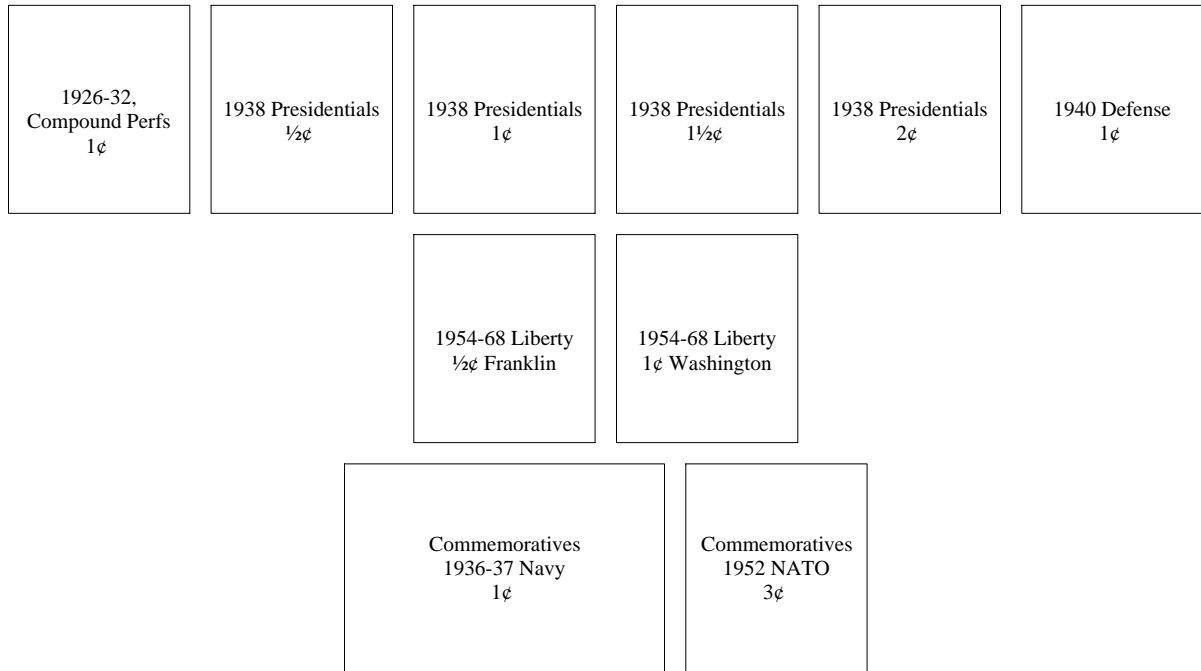 1926-32,
Compound Perfs
1¢
1938 Presidentials
½¢
1938 Presidentials
1¢
1938 Presidentials
1½¢
1938 Presidentials
2¢
1940 Defense
1¢
1954-68 Liberty
½¢ Franklin
1954-68 Liberty
1¢ Washington
Commemoratives
1936-37 Navy
1¢
Commemoratives
1952 NATO
3¢